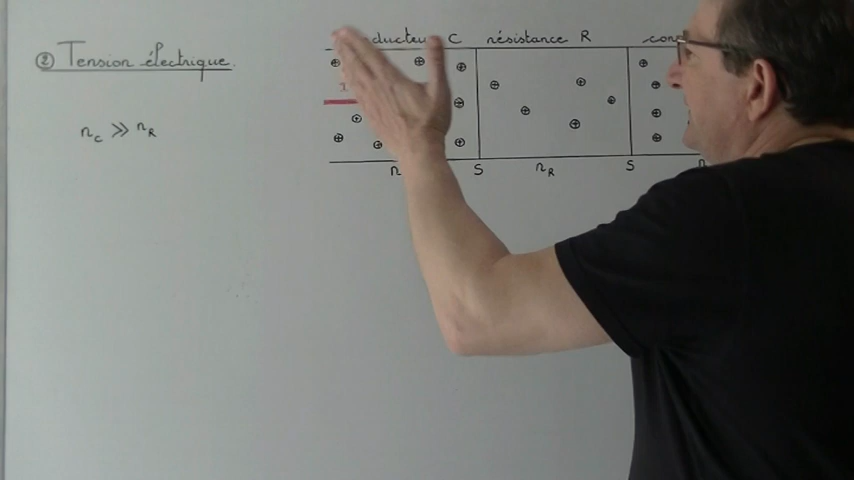 ② Tension électrique.
C résistance R
n_C >> n_R
S n_R S